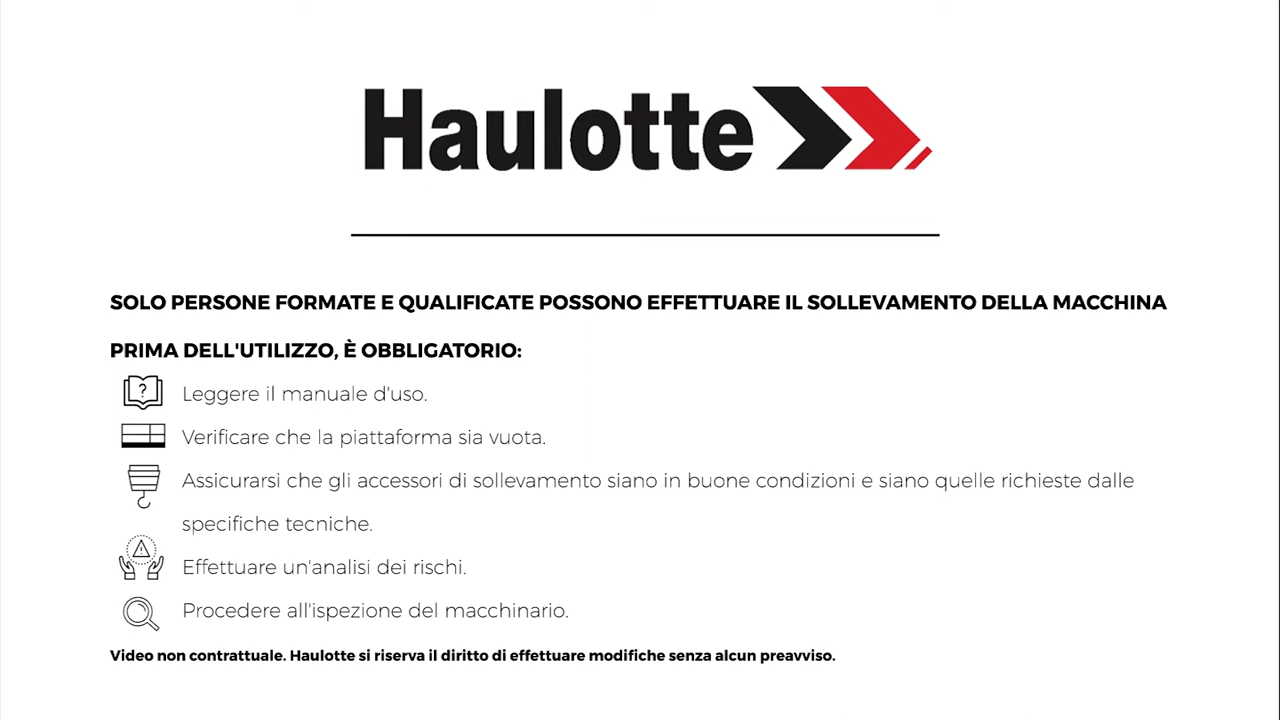 Haulotte
SOLO PERSONE FORMATE E QUALIFICATE POSSONO EFFETTUARE IL SOLLEVAMENTO DELLA MACCHINA
PRIMA DELL'UTILIZZO, È OBBLIGATORIO:
Leggere il manuale d'uso.
Verificare che la piattaforma sia vuota.
Assicurarsi che gli accessori di sollevamento siano in buone condizioni e siano quelle richieste dalle
specifiche tecniche.
Effettuare un'analisi dei rischi.
Procedere all'ispezione del macchinario.
Video non contrattuale. Haulotte si riserva il diritto di effettuare modifiche senza alcun preavviso.